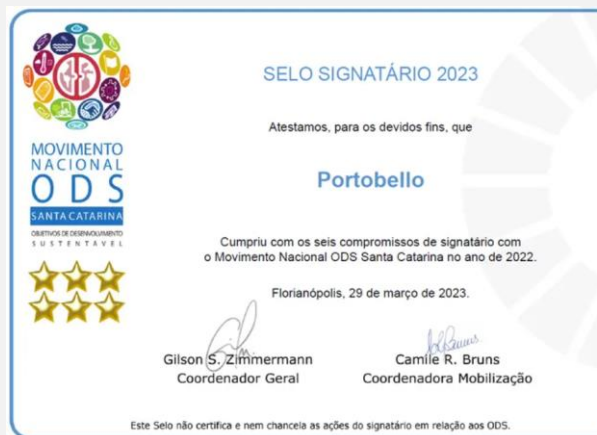 SELO SIGNATÁRIO 2023
Atestamos, para os devidos fins, que
Portobello
Cumpriu com os seis compromissos de signatário com
o Movimento Nacional ODS Santa Catarina no ano de 2022.
Florianópolis, 29 de março de 2023.
Gilson S. Zimmermann
Coordenador Geral
Camile R. Bruns
Coordenadora Mobilização
Este Selo não certifica e nem chancela as ações do signatário em relação aos ODS.
MOVIMENTO
NACIONAL
ODS
SANTA CATARINA
OBJETIVOS DE DESENVOLVIMENTO
SUSTENTÁVEL